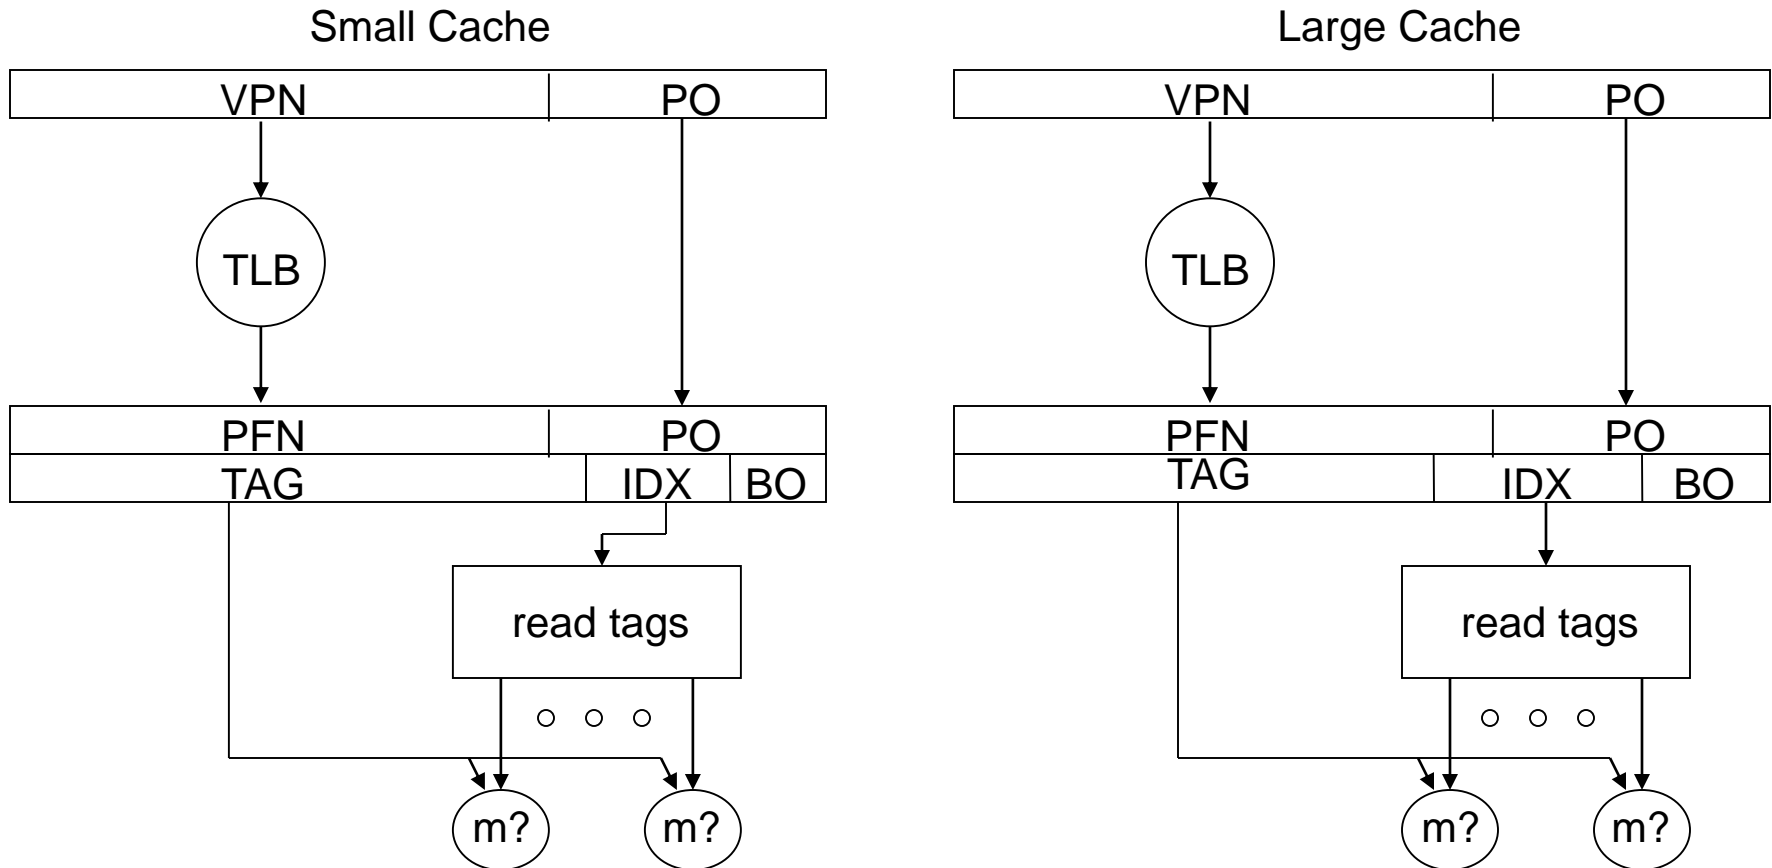 Small Cache
VPN PO
TLB
PFN PO
TAG IDX BO
read tags
m? m?
Large Cache
VPN PO
TLB
PFN PO
TAG IDX BO
read tags
m? m?